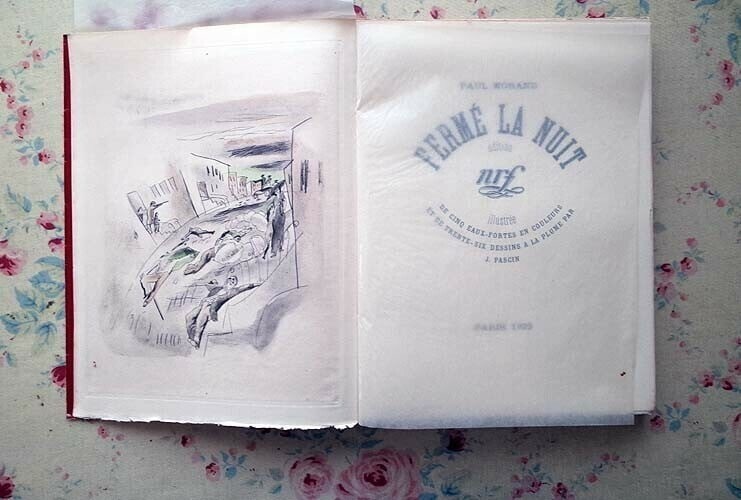 PAUL MORAND
FERMÉ LA NUIT
édition
nrf
illustrée
DE CINQ EAUX-FORTES EN COULEURS
ET DE TRENTE-SIX DESSINS A LA PLUME PAR
J. PASCIN
PARIS 1925